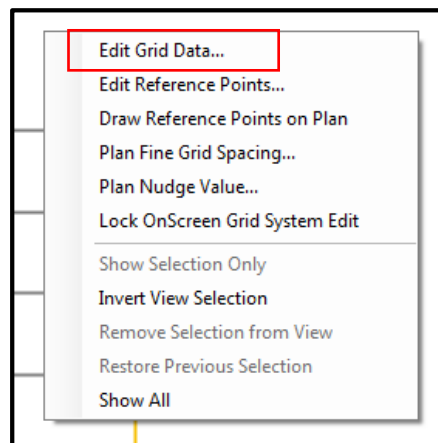 Edit Grid Data...
Edit Reference Points...
Draw Reference Points on Plan
Plan Fine Grid Spacing...
Plan Nudge Value...
Lock OnScreen Grid System Edit
Show Selection Only
Invert View Selection
Remove Selection from View
Restore Previous Selection
Show All